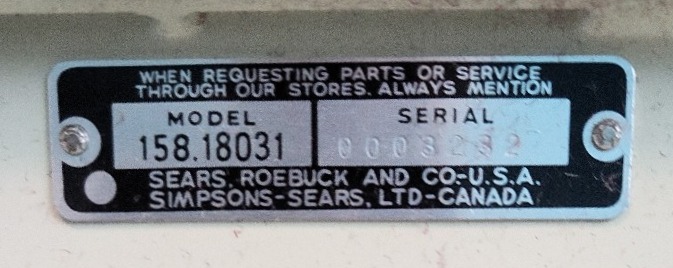 WHEN REQUESTING PARTS OR SERVICE
THROUGH OUR STORES. ALWAYS MENTION
MODEL
158.18031
SERIAL
0003232
SEARS, ROEBUCK AND CO.-U.S.A.
SIMPSONS-SEARS, LTD-CANADA